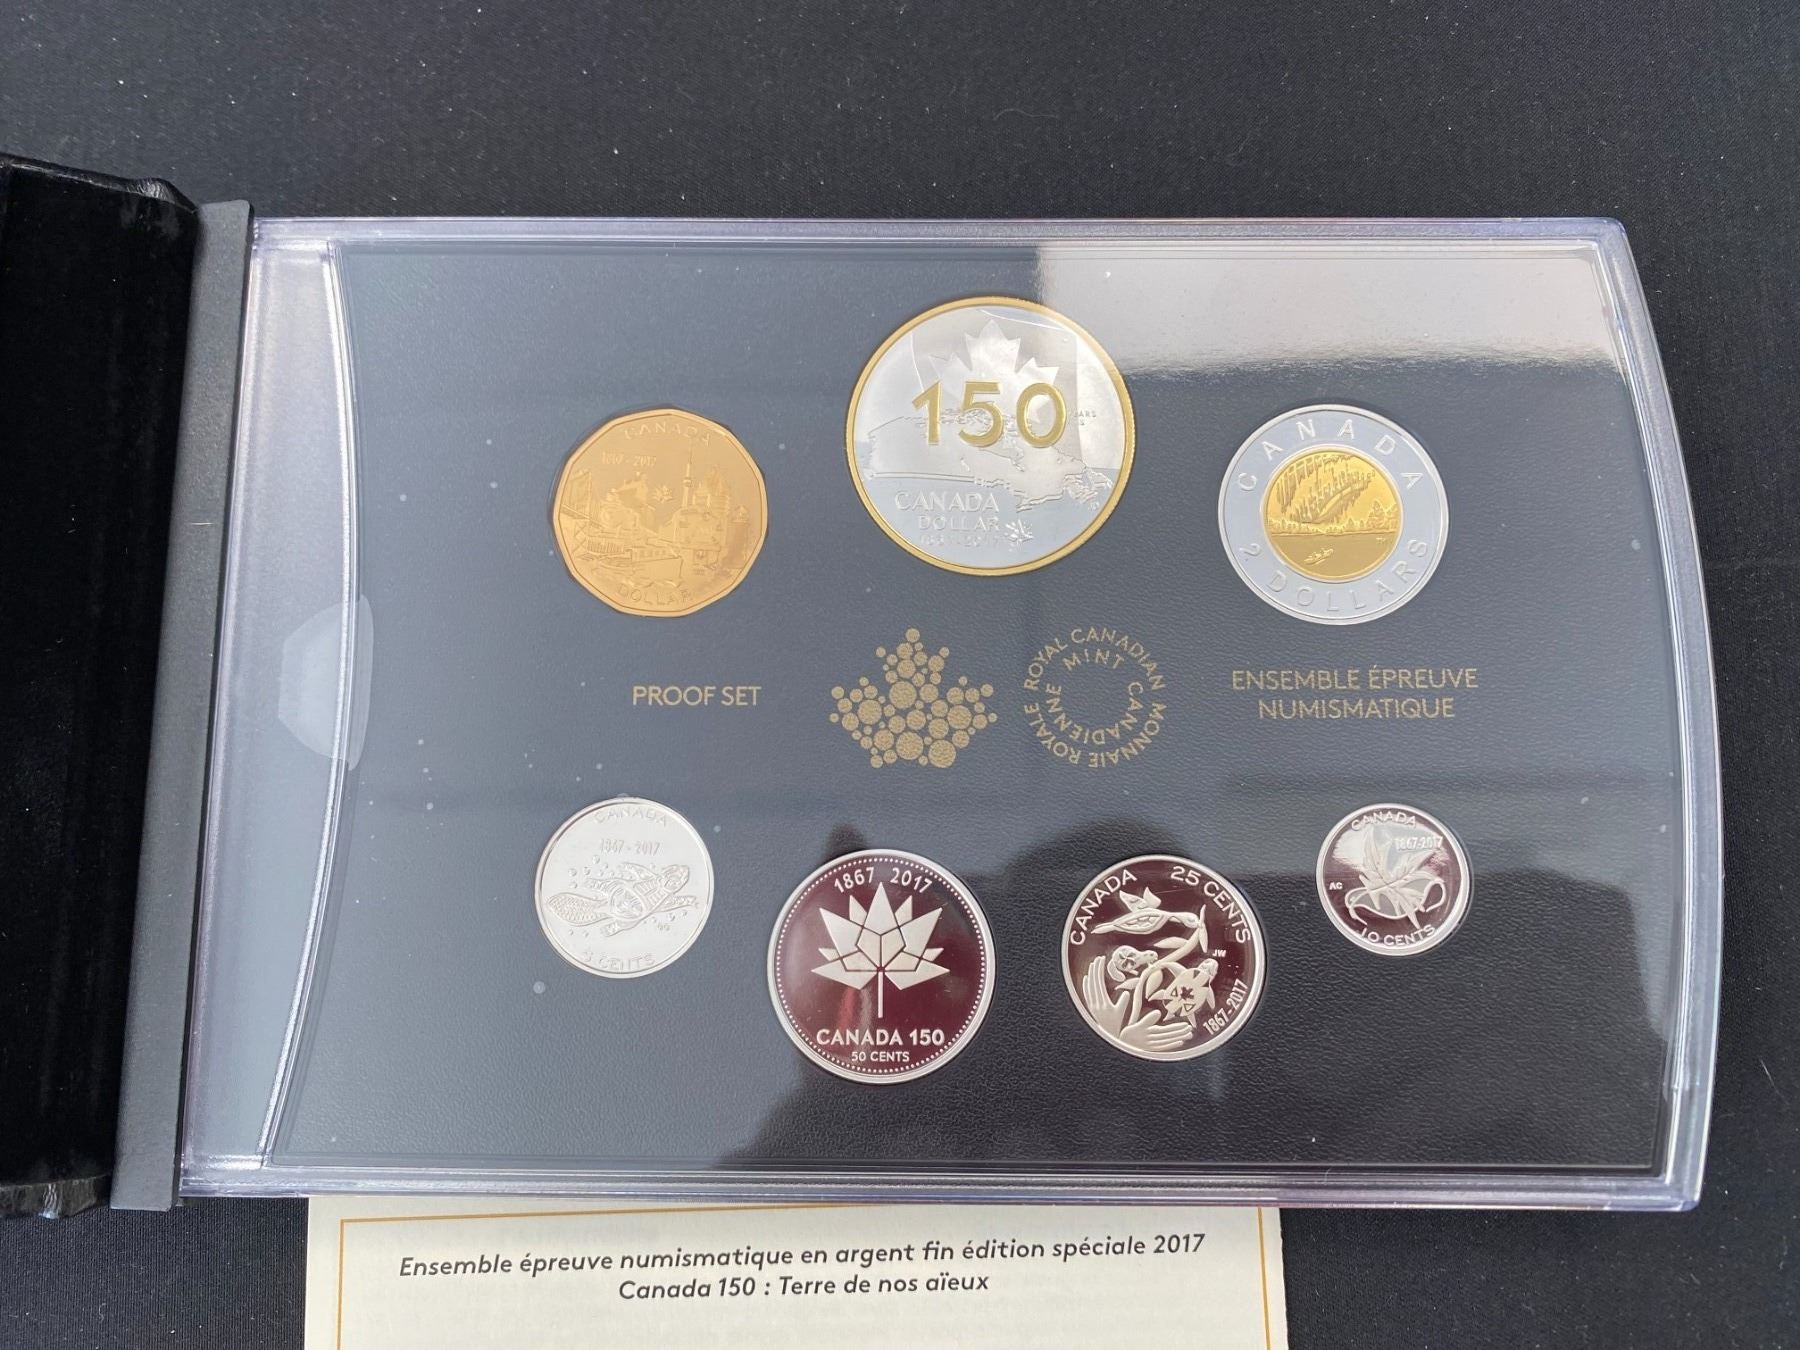 CANADA
1867 - 2017
DOLLAR
150
CANADA
DOLLAR
1867-2017
CANADA
2 DOLLARS
PROOF SET
ROYAL CANADIAN MINT
MONNAIE ROYALE CANADIENNE
ENSEMBLE ÉPREUVE
NUMISMATIQUE
CANADA
1867 - 2017
5 CENTS
1867 2017
CANADA 150
50 CENTS
CANADA 25 CENTS
JW
1867-2017
CANADA
1867-2017
AC
10 CENTS
Ensemble épreuve numismatique en argent fin édition spéciale 2017
Canada 150 : Terre de nos aïeux